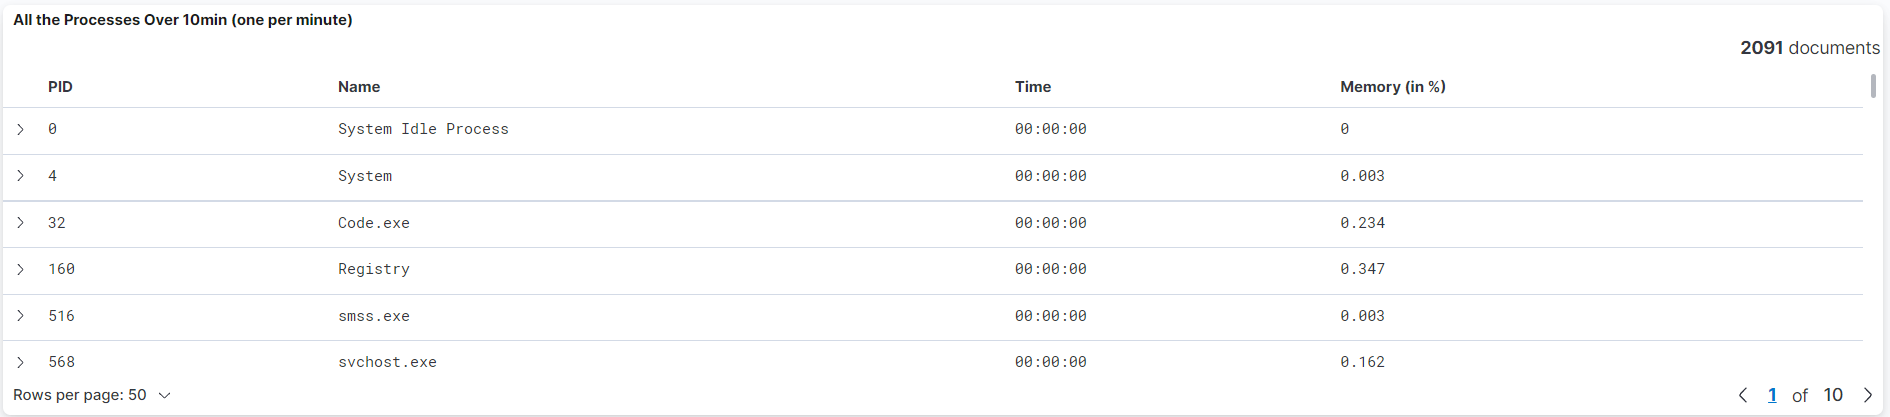 All the Processes Over 10min (one per minute)
2091 documents
PID Name Time Memory (in %)
0 System Idle Process 00:00:00 0
4 System 00:00:00 0.003
32 Code.exe 00:00:00 0.234
160 Registry 00:00:00 0.347
516 smss.exe 00:00:00 0.003
568 svchost.exe 00:00:00 0.162
Rows per page: 50 1 of 10